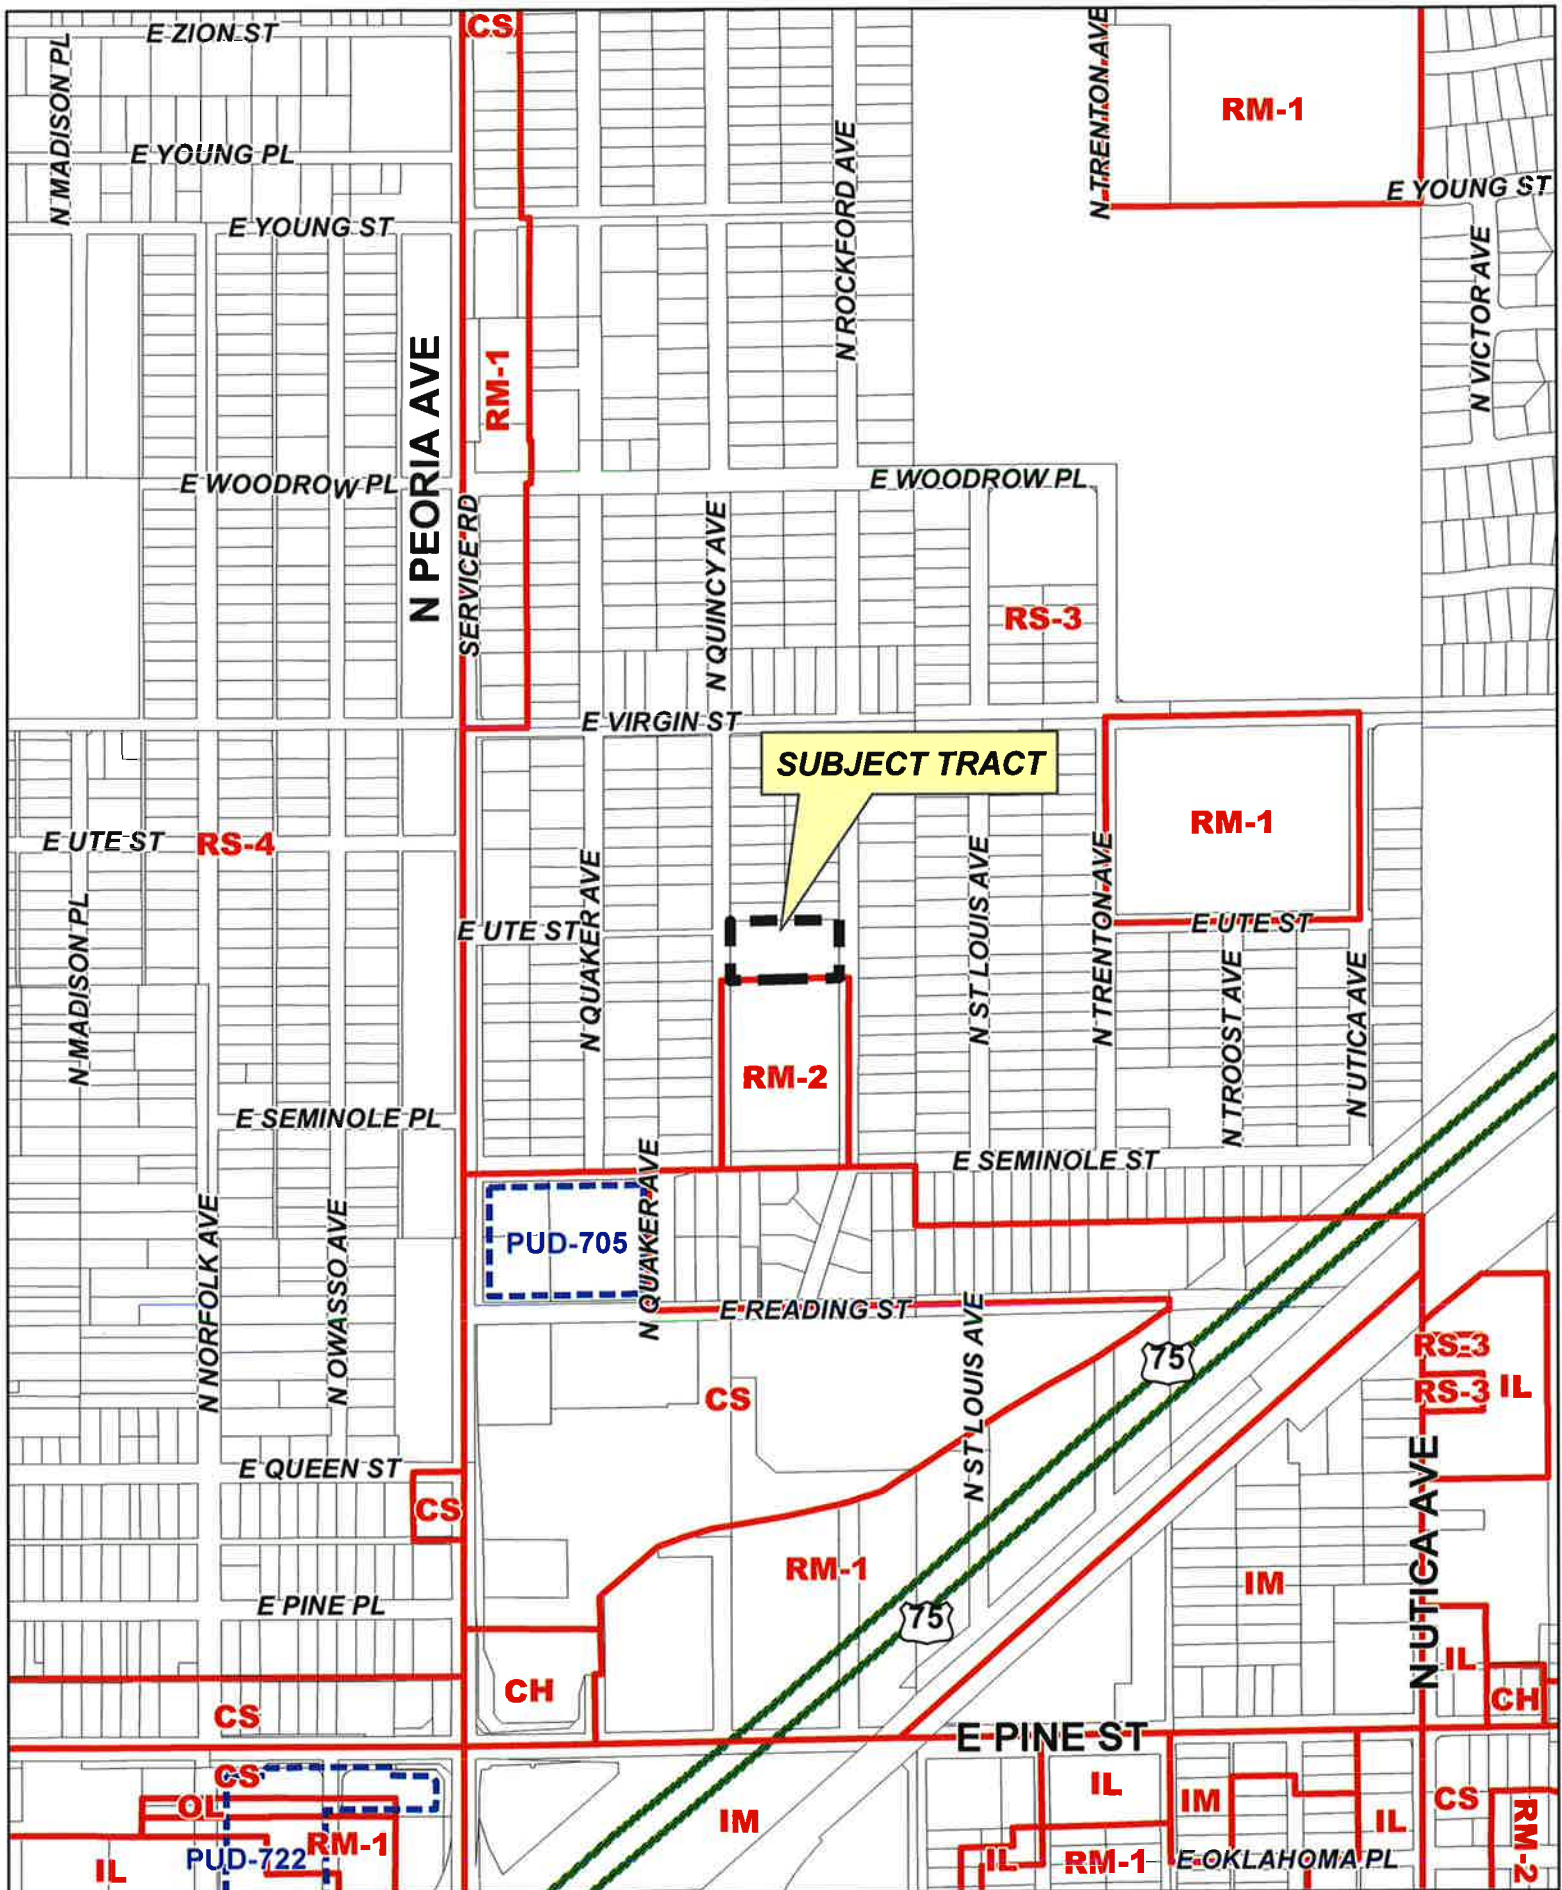 E ZION ST
CS
N MADISON PL
N TRENTON AVE
RM-1
E YOUNG PL
N ROCKFORD AVE
E YOUNG ST
E YOUNG ST
N VICTOR AVE
RM-1
N PEORIA AVE
E WOODROW PL
E WOODROW PL
SERVICE RD
N QUINCY AVE
RS-3
E VIRGIN ST
SUBJECT TRACT
RM-1
E UTE ST
RS-4
N MADISON PL
E UTE ST
N QUAKER AVE
N ST LOUIS AVE
N TRENTON AVE
E UTE ST
N TROOST AVE
N UTICA AVE
RM-2
E SEMINOLE PL
E SEMINOLE ST
N QUAKER AVE
PUD-705
N NORFOLK AVE
N OWASSO AVE
E READING ST
N ST LOUIS AVE
75
RS-3
RS-3
IL
CS
E QUEEN ST
CS
N UTICA AVE
RM-1
IM
E PINE PL
75
IL
CH
CH
CS
E PINE ST
CS
OL
IL
IM
IM
CS
RM-2
IL
RM-1
PUD-722
IL
IL
RM-1
E OKLAHOMA PL